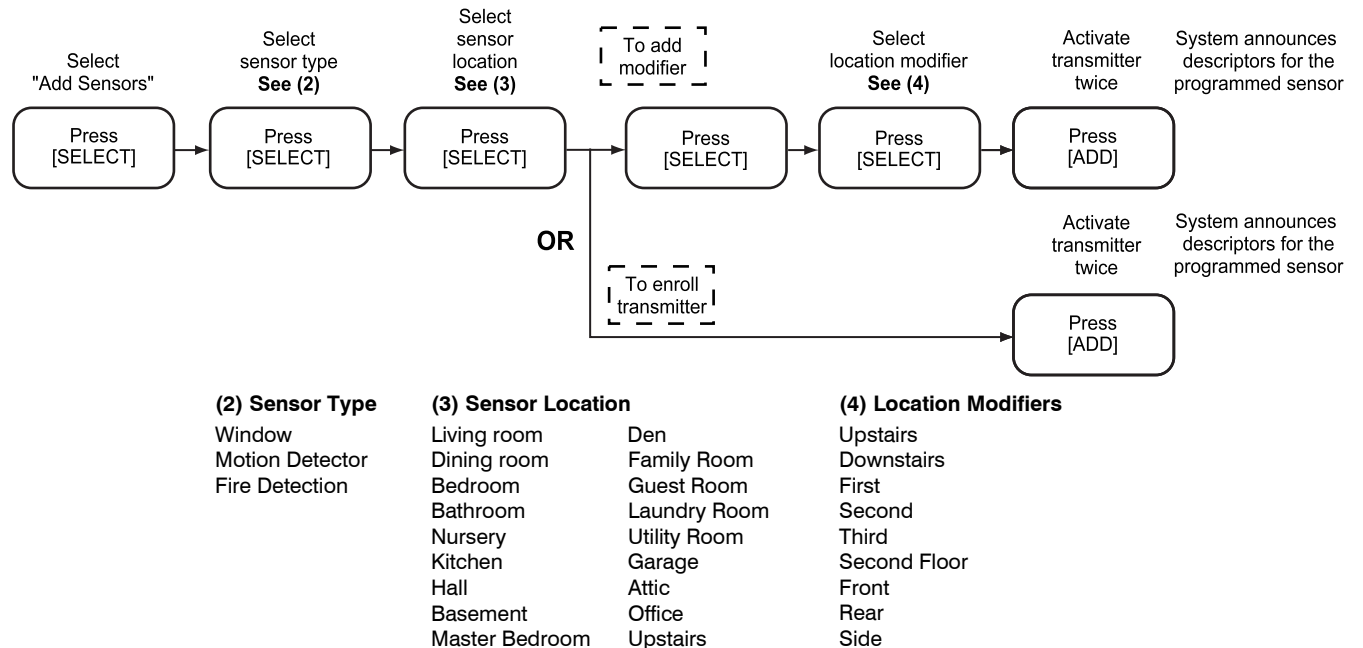 Select
"Add Sensors"
Press
[SELECT]
Select
sensor type
See (2)
Press
[SELECT]
Select
sensor
location
See (3)
Press
[SELECT]
To add
modifier
Press
[SELECT]
Select
location modifier
See (4)
Press
[SELECT]
Activate
transmitter
twice
Press
[ADD]
System announces
descriptors for the
programmed sensor
OR
To enroll
transmitter
Activate
transmitter
twice
Press
[ADD]
System announces
descriptors for the
programmed sensor
(2) Sensor Type
Window
Motion Detector
Fire Detection
(3) Sensor Location
Living room
Dining room
Bedroom
Bathroom
Nursery
Kitchen
Hall
Basement
Master Bedroom
Den
Family Room
Guest Room
Laundry Room
Utility Room
Garage
Attic
Office
Upstairs
(4) Location Modifiers
Upstairs
Downstairs
First
Second
Third
Second Floor
Front
Rear
Side